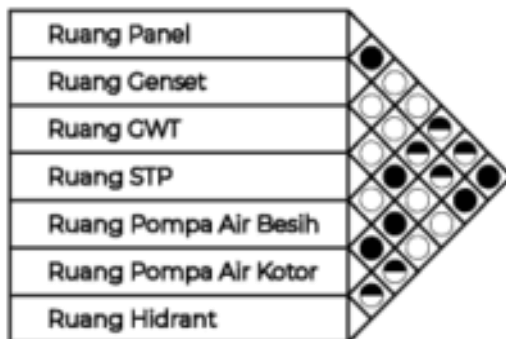 Ruang Panel
Ruang Genset
Ruang GWT
Ruang STP
Ruang Pompa Air Besih
Ruang Pompa Air Kotor
Ruang Hidrant